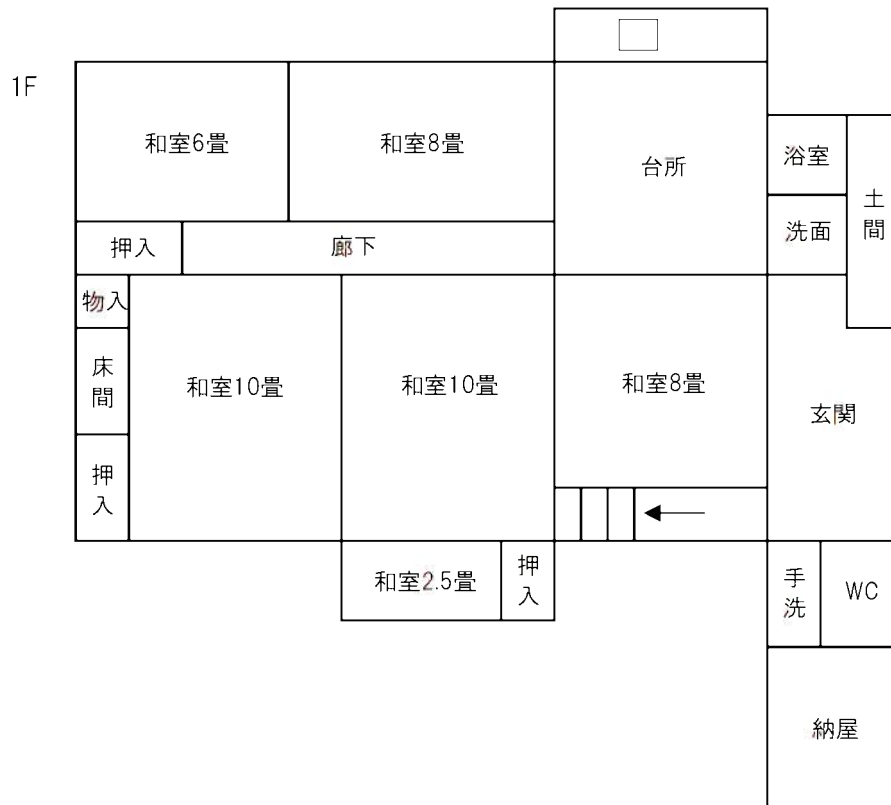 1F
和室6畳
和室8畳
台所
浴室
土間
洗面
押入
廊下
物入
床間
和室10畳
和室10畳
和室8畳
玄関
押入
和室2.5畳
押入
手洗
WC
納屋